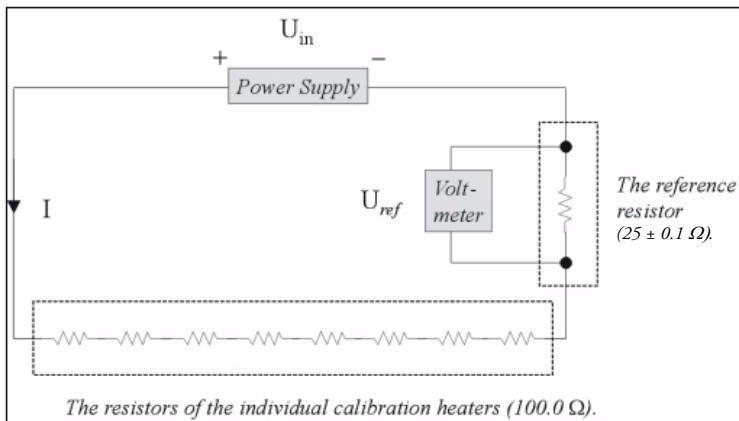 U_in
+ −
Power Supply
I
U_ref
Volt-
meter
The reference
resistor
(25 ± 0.1 Ω).
The resistors of the individual calibration heaters (100.0 Ω).